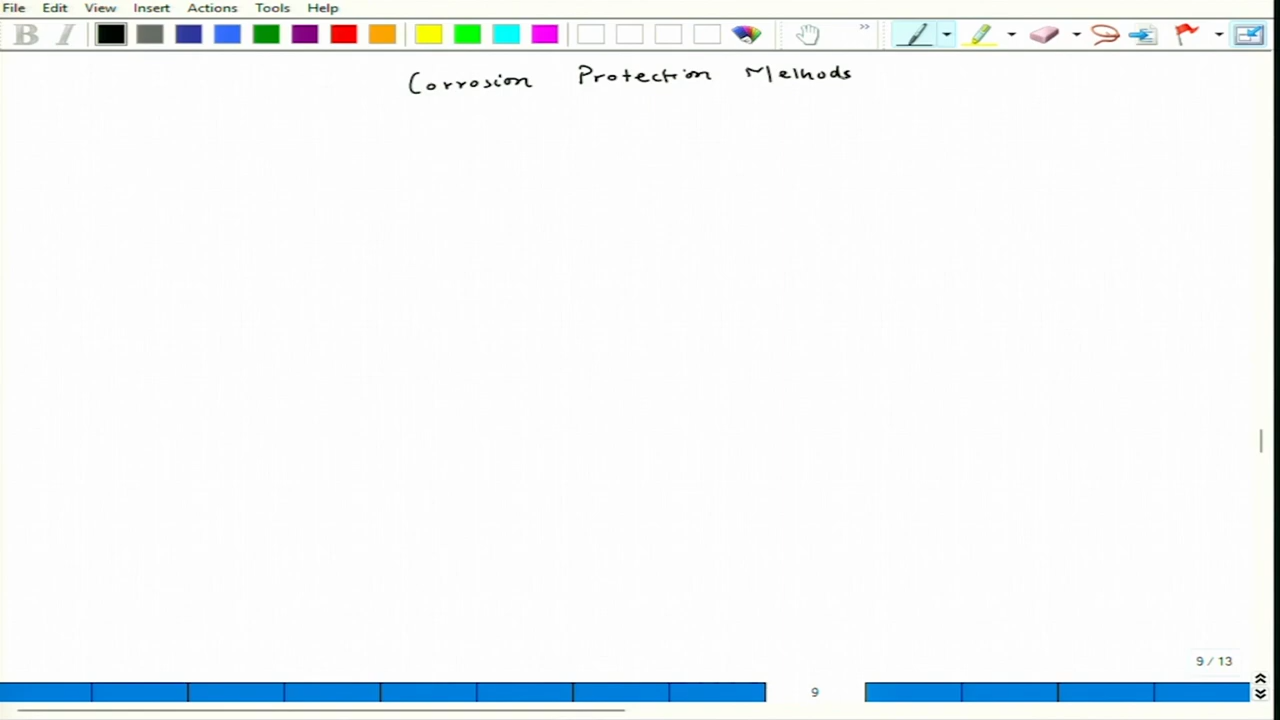 File Edit View Insert Actions Tools Help
B I »
Corrosion Protection Methods
9 / 13
9